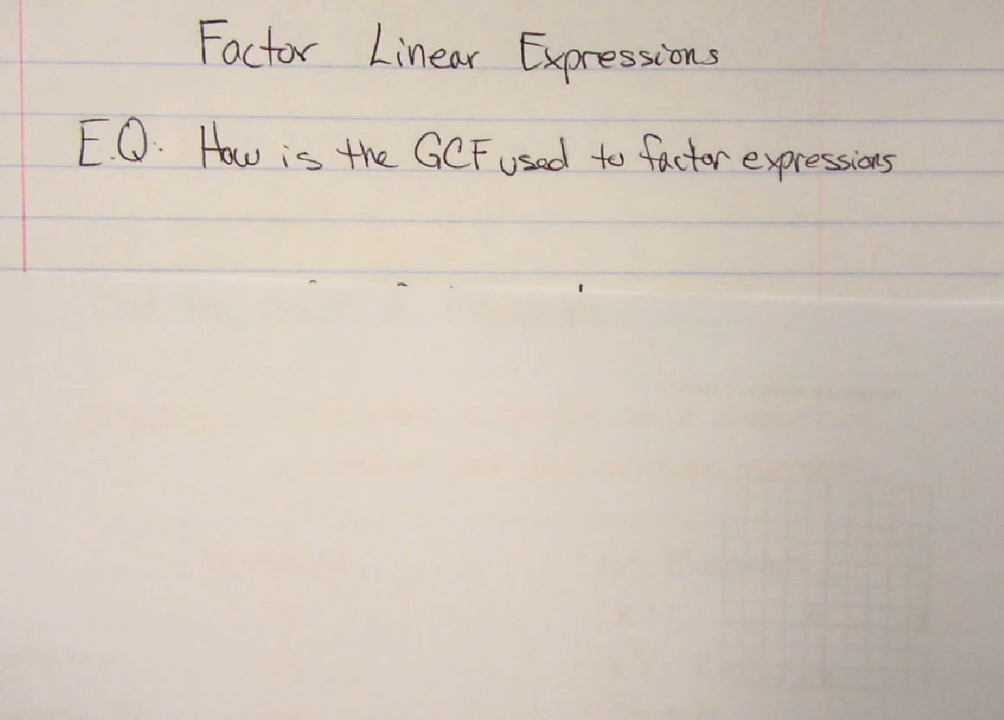 Factor Linear Expressions
E.Q: How is the GCF used to factor expressions